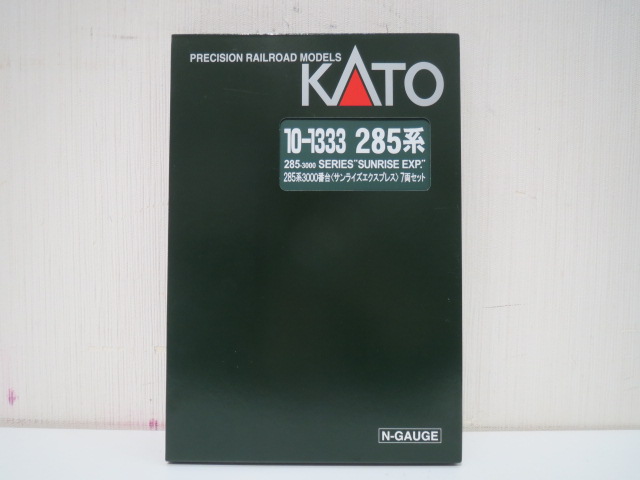 PRECISION RAILROAD MODELS
KATO
10-1333 285系
285-3000 SERIES"SUNRISE EXP."
285系3000番台〈サンライズエクスプレス〉7両セット
N-GAUGE